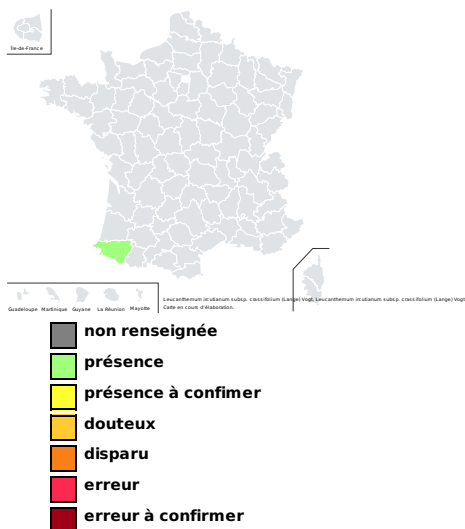 Île-de-France
Guadeloupe Martinique Guyane La Réunion Mayotte
Leucanthemum ircutianum subsp. crassifolium (Lange) Vogt, Leucanthemum ircutianum subsp. crassifolium (Lange) Vogt
Carte en cours d'élaboration.
non renseignée
présence
présence à confimer
douteux
disparu
erreur
erreur à confirmer